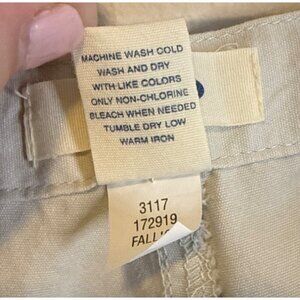 MACHINE WASH COLD
WASH AND DRY
WITH LIKE COLORS
ONLY NON-CHLORINE
BLEACH WHEN NEEDED
TUMBLE DRY LOW
WARM IRON
3117
172919